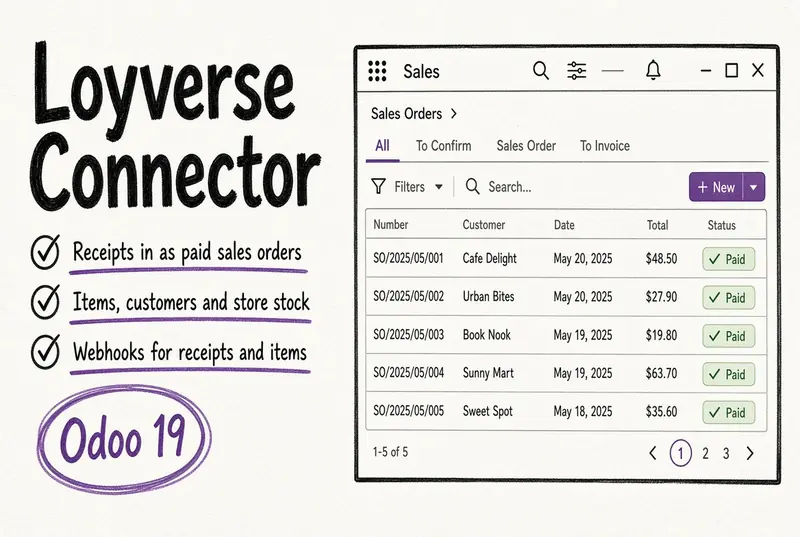 Loyverse
Connector
Receipts in as paid sales orders
Items, customers and store stock
Webhooks for receipts and items
Odoo 19
Sales
Sales Orders >
All To Confirm Sales Order To Invoice
Filters Search... + New
Number Customer Date Total Status
SO/2025/05/001 Cafe Delight May 20, 2025 $48.50 Paid
SO/2025/05/002 Urban Bites May 20, 2025 $27.90 Paid
SO/2025/05/003 Book Nook May 19, 2025 $19.80 Paid
SO/2025/05/004 Sunny Mart May 19, 2025 $63.70 Paid
SO/2025/05/005 Sweet Spot May 18, 2025 $35.60 Paid
1-5 of 5 < 1 2 3 >